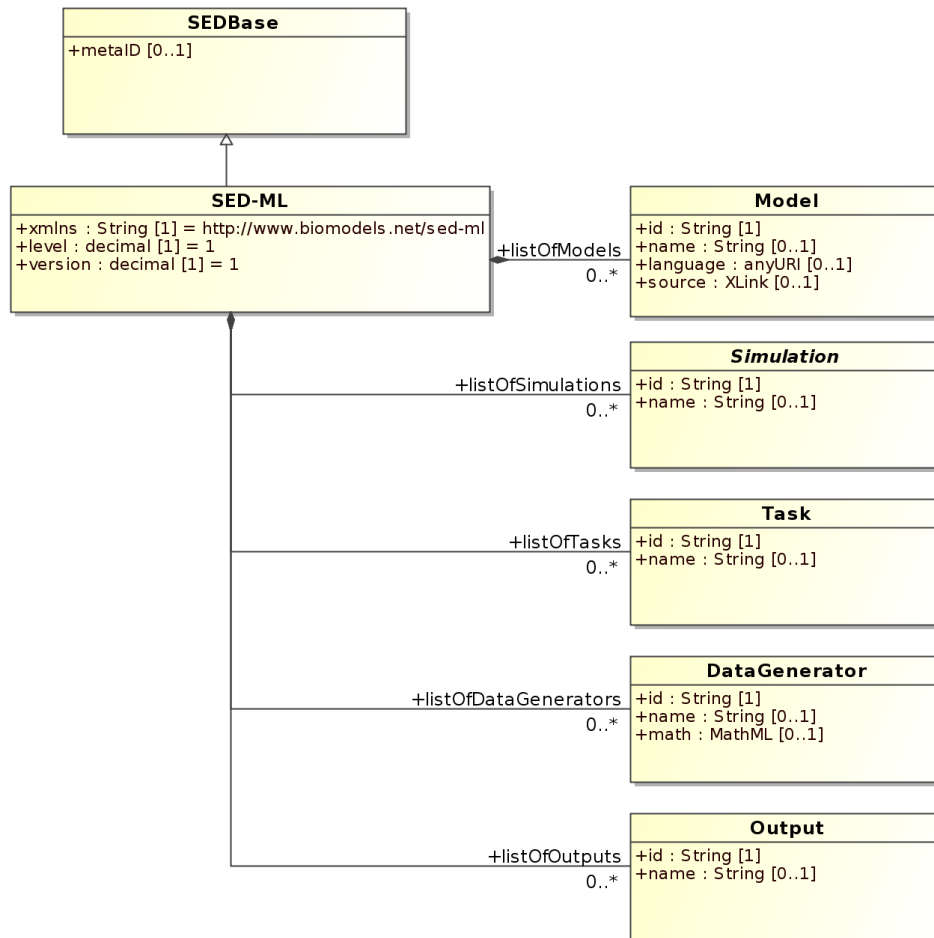 SEDBase
+metaID [0..1]
SED-ML
+xmlns : String [1] = http://www.biomodels.net/sed-ml
+level : decimal [1] = 1
+version : decimal [1] = 1
+listOfModels
0..*
Model
+id : String [1]
+name : String [0..1]
+language : anyURI [0..1]
+source : XLink [0..1]
+listOfSimulations
0..*
Simulation
+id : String [1]
+name : String [0..1]
+listOfTasks
0..*
Task
+id : String [1]
+name : String [0..1]
+listOfDataGenerators
0..*
DataGenerator
+id : String [1]
+name : String [0..1]
+math : MathML [0..1]
+listOfOutputs
0..*
Output
+id : String [1]
+name : String [0..1]